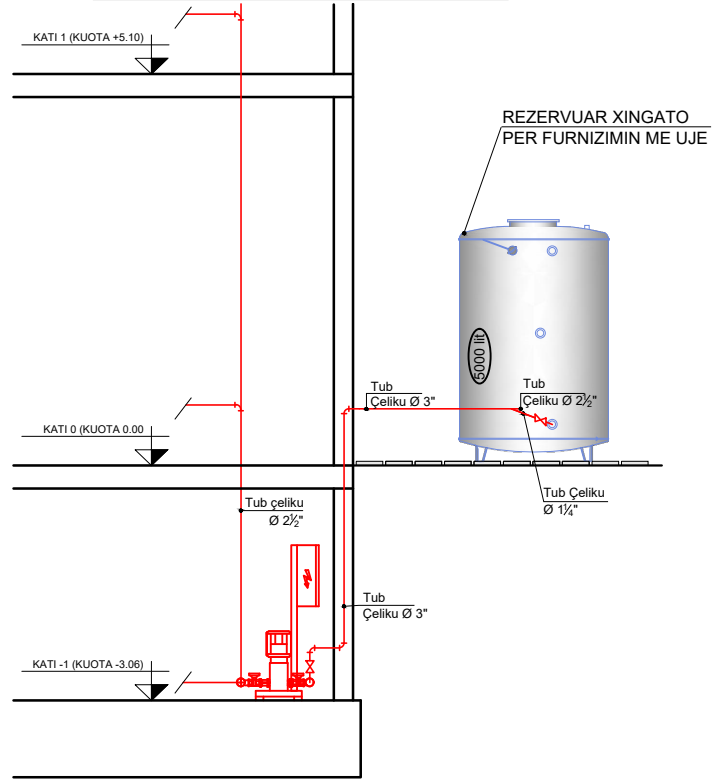 KATI 1 (KUOTA +5.10)
REZERVUAR XINGATO
PER FURNIZIMIN ME UJE
5000 lit
Tub
Çeliku Ø 3"
Tub
Çeliku Ø 2½"
KATI 0 (KUOTA 0.00
Tub çeliku
Ø 2½"
Tub Çeliku
Ø 1¼"
Tub
Çeliku Ø 3"
KATI -1 (KUOTA -3.06)